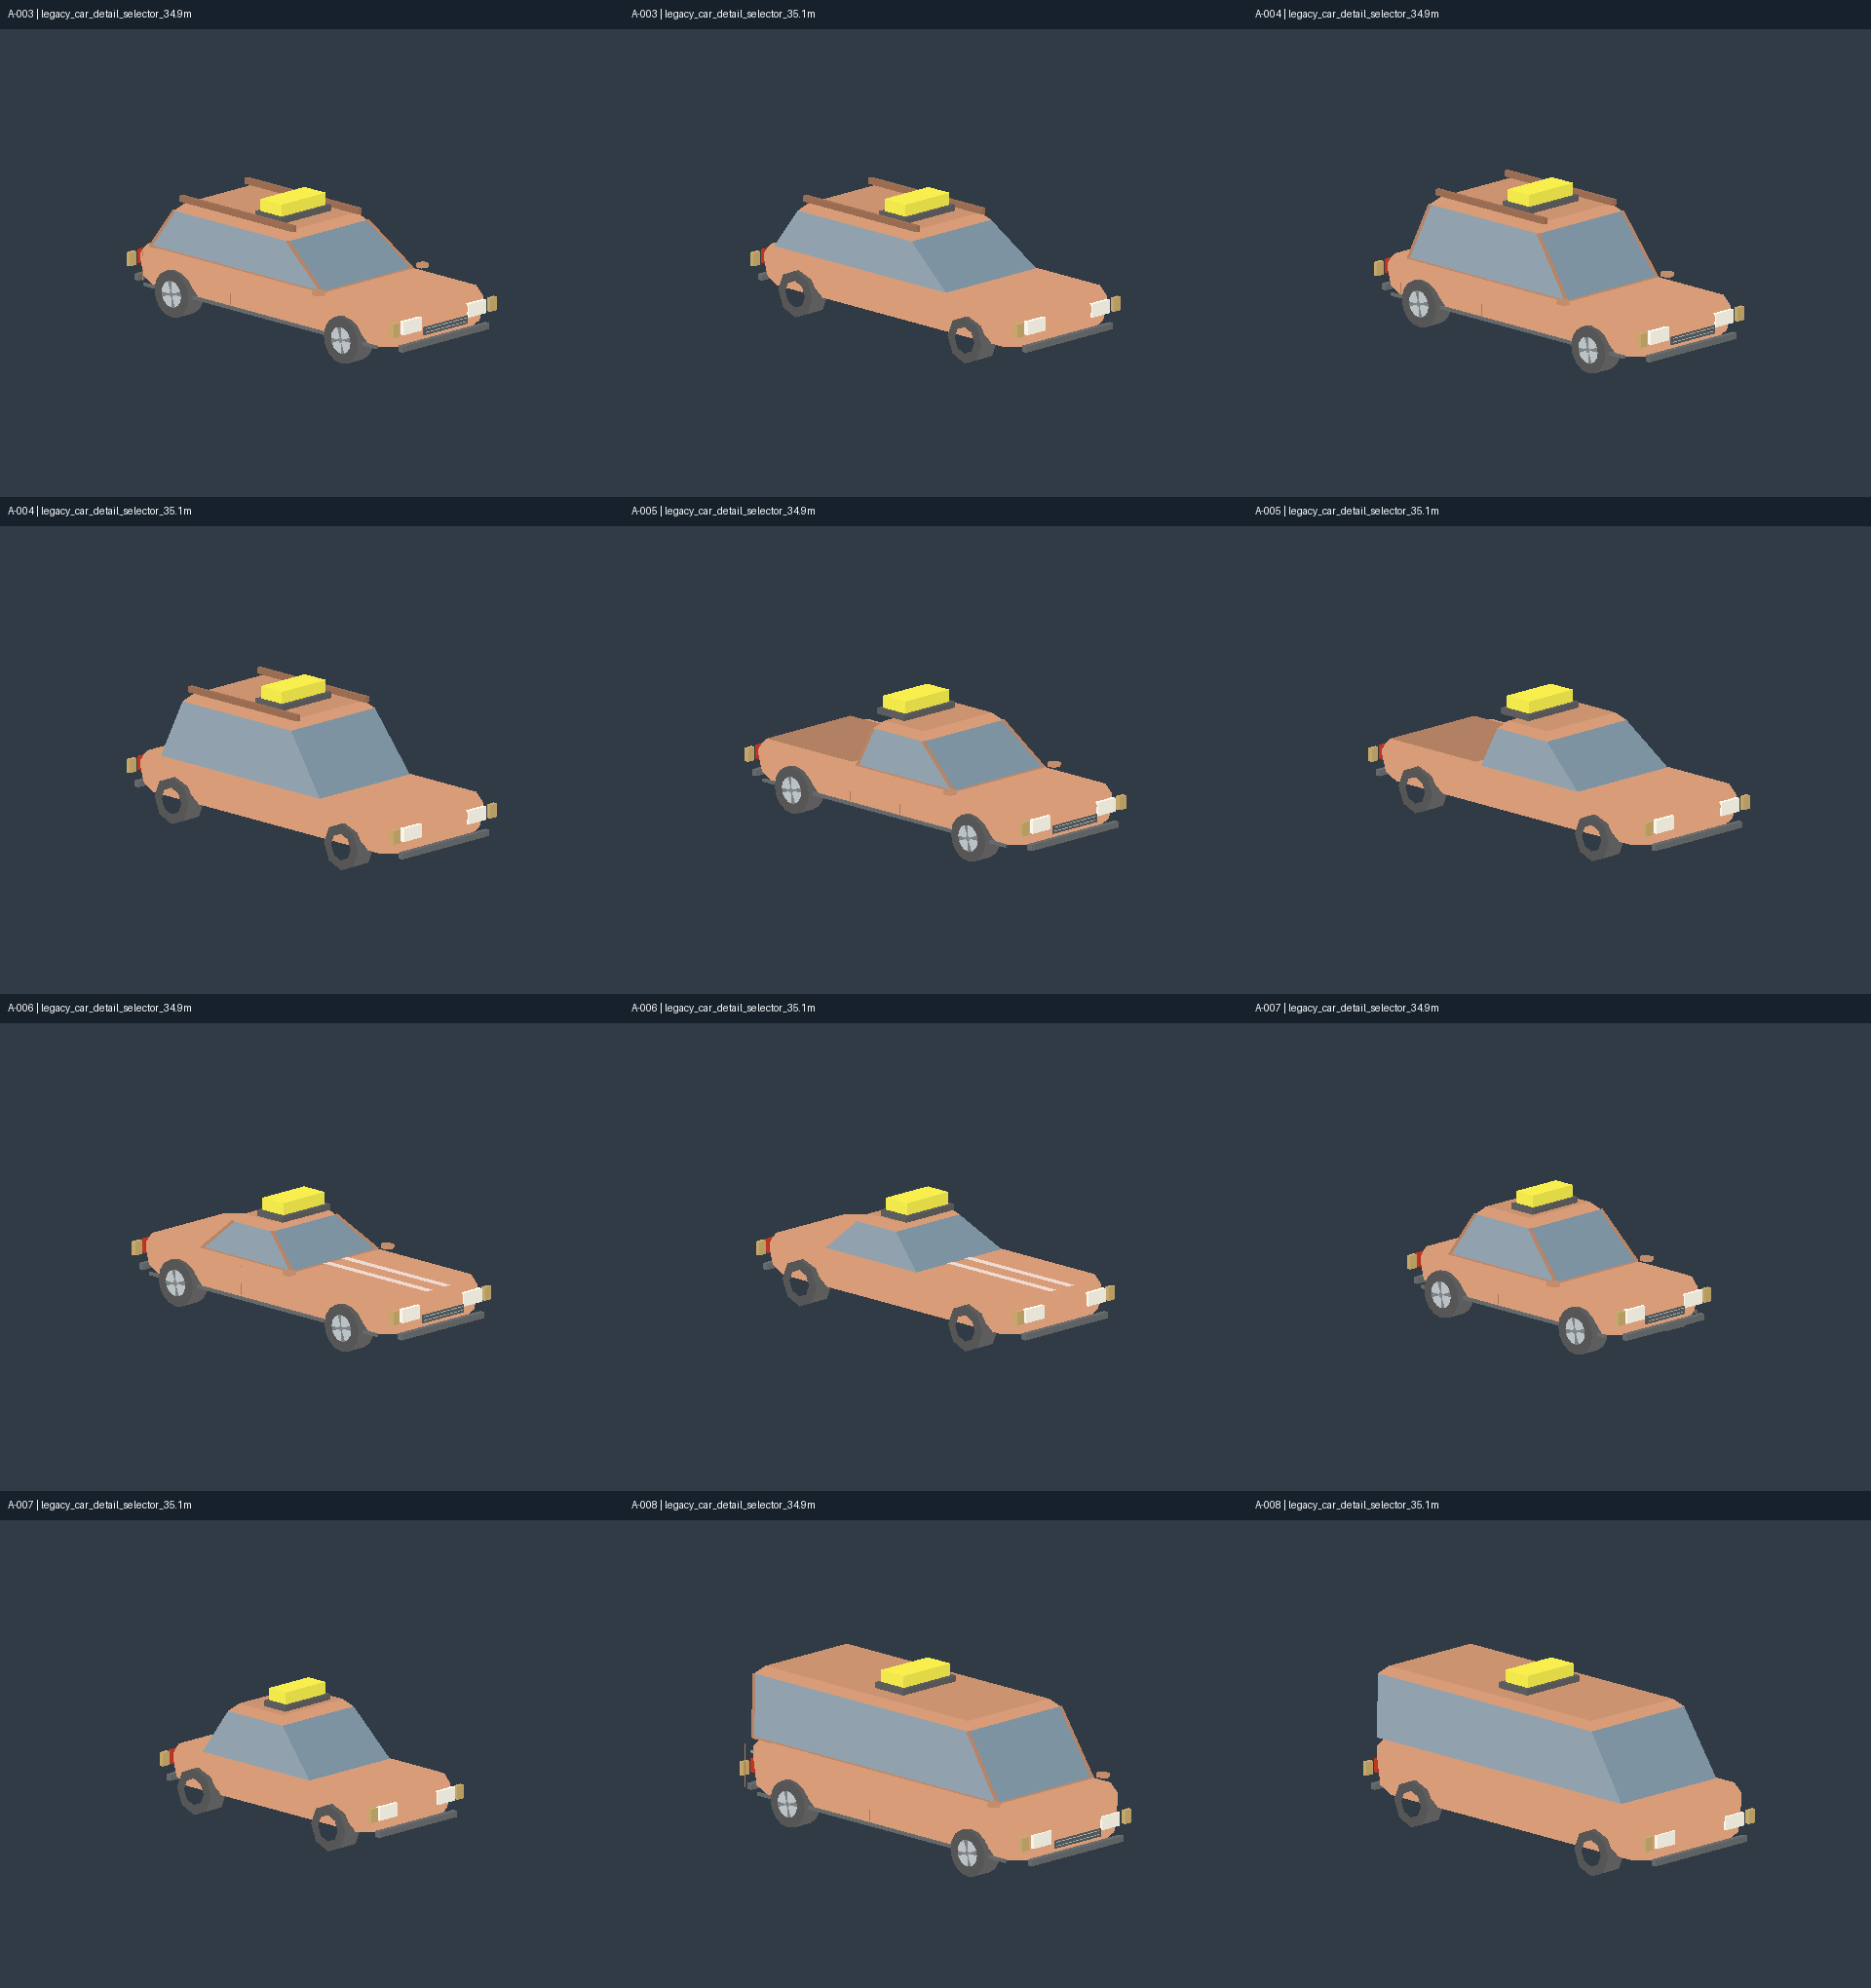 A-003 | legacy_car_detail_selector_34.9m
A-003 | legacy_car_detail_selector_35.1m
A-004 | legacy_car_detail_selector_34.9m
A-004 | legacy_car_detail_selector_35.1m
A-005 | legacy_car_detail_selector_34.9m
A-005 | legacy_car_detail_selector_35.1m
A-006 | legacy_car_detail_selector_34.9m
A-006 | legacy_car_detail_selector_35.1m
A-007 | legacy_car_detail_selector_34.9m
A-007 | legacy_car_detail_selector_35.1m
A-008 | legacy_car_detail_selector_34.9m
A-008 | legacy_car_detail_selector_35.1m